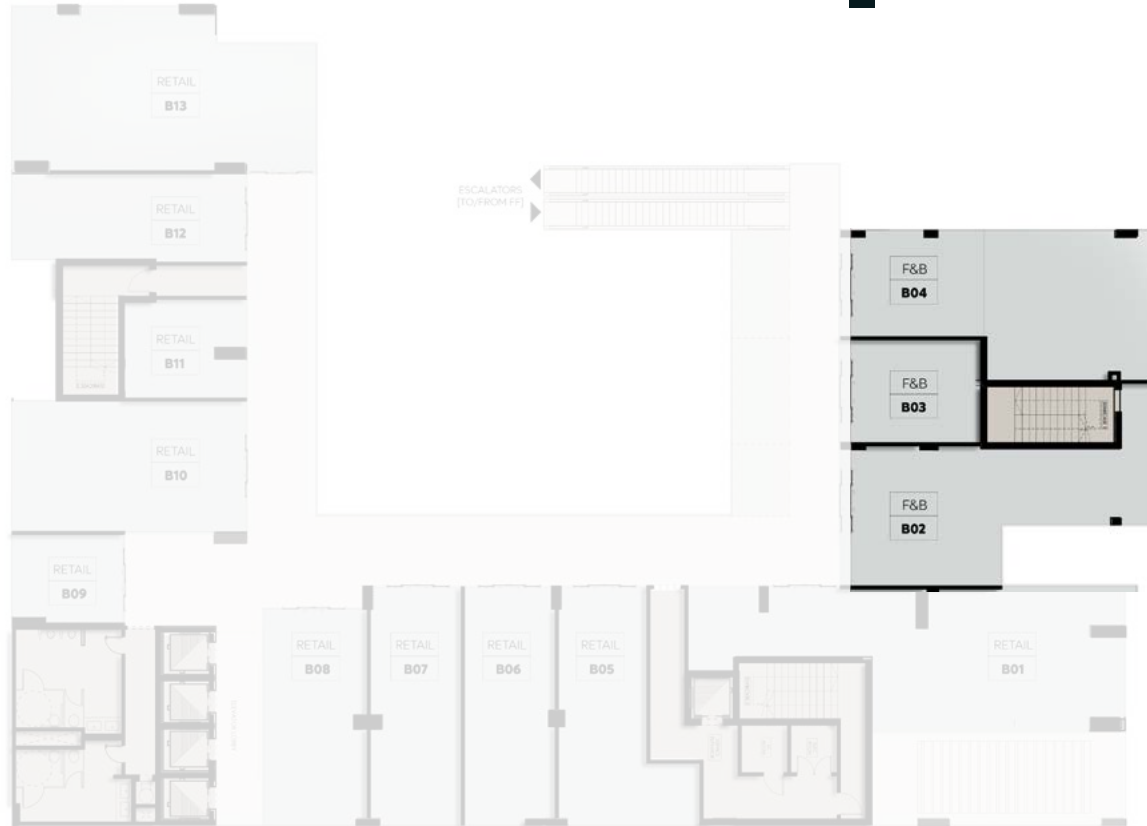 RETAIL
B13
ESCALATORS
[TO/FROM FF]
RETAIL
B12
F&B
B04
RETAIL
B11
F&B
B03
RETAIL
B10
F&B
B02
RETAIL
B09
RETAIL
B08
RETAIL
B07
RETAIL
B06
RETAIL
B05
RETAIL
B01